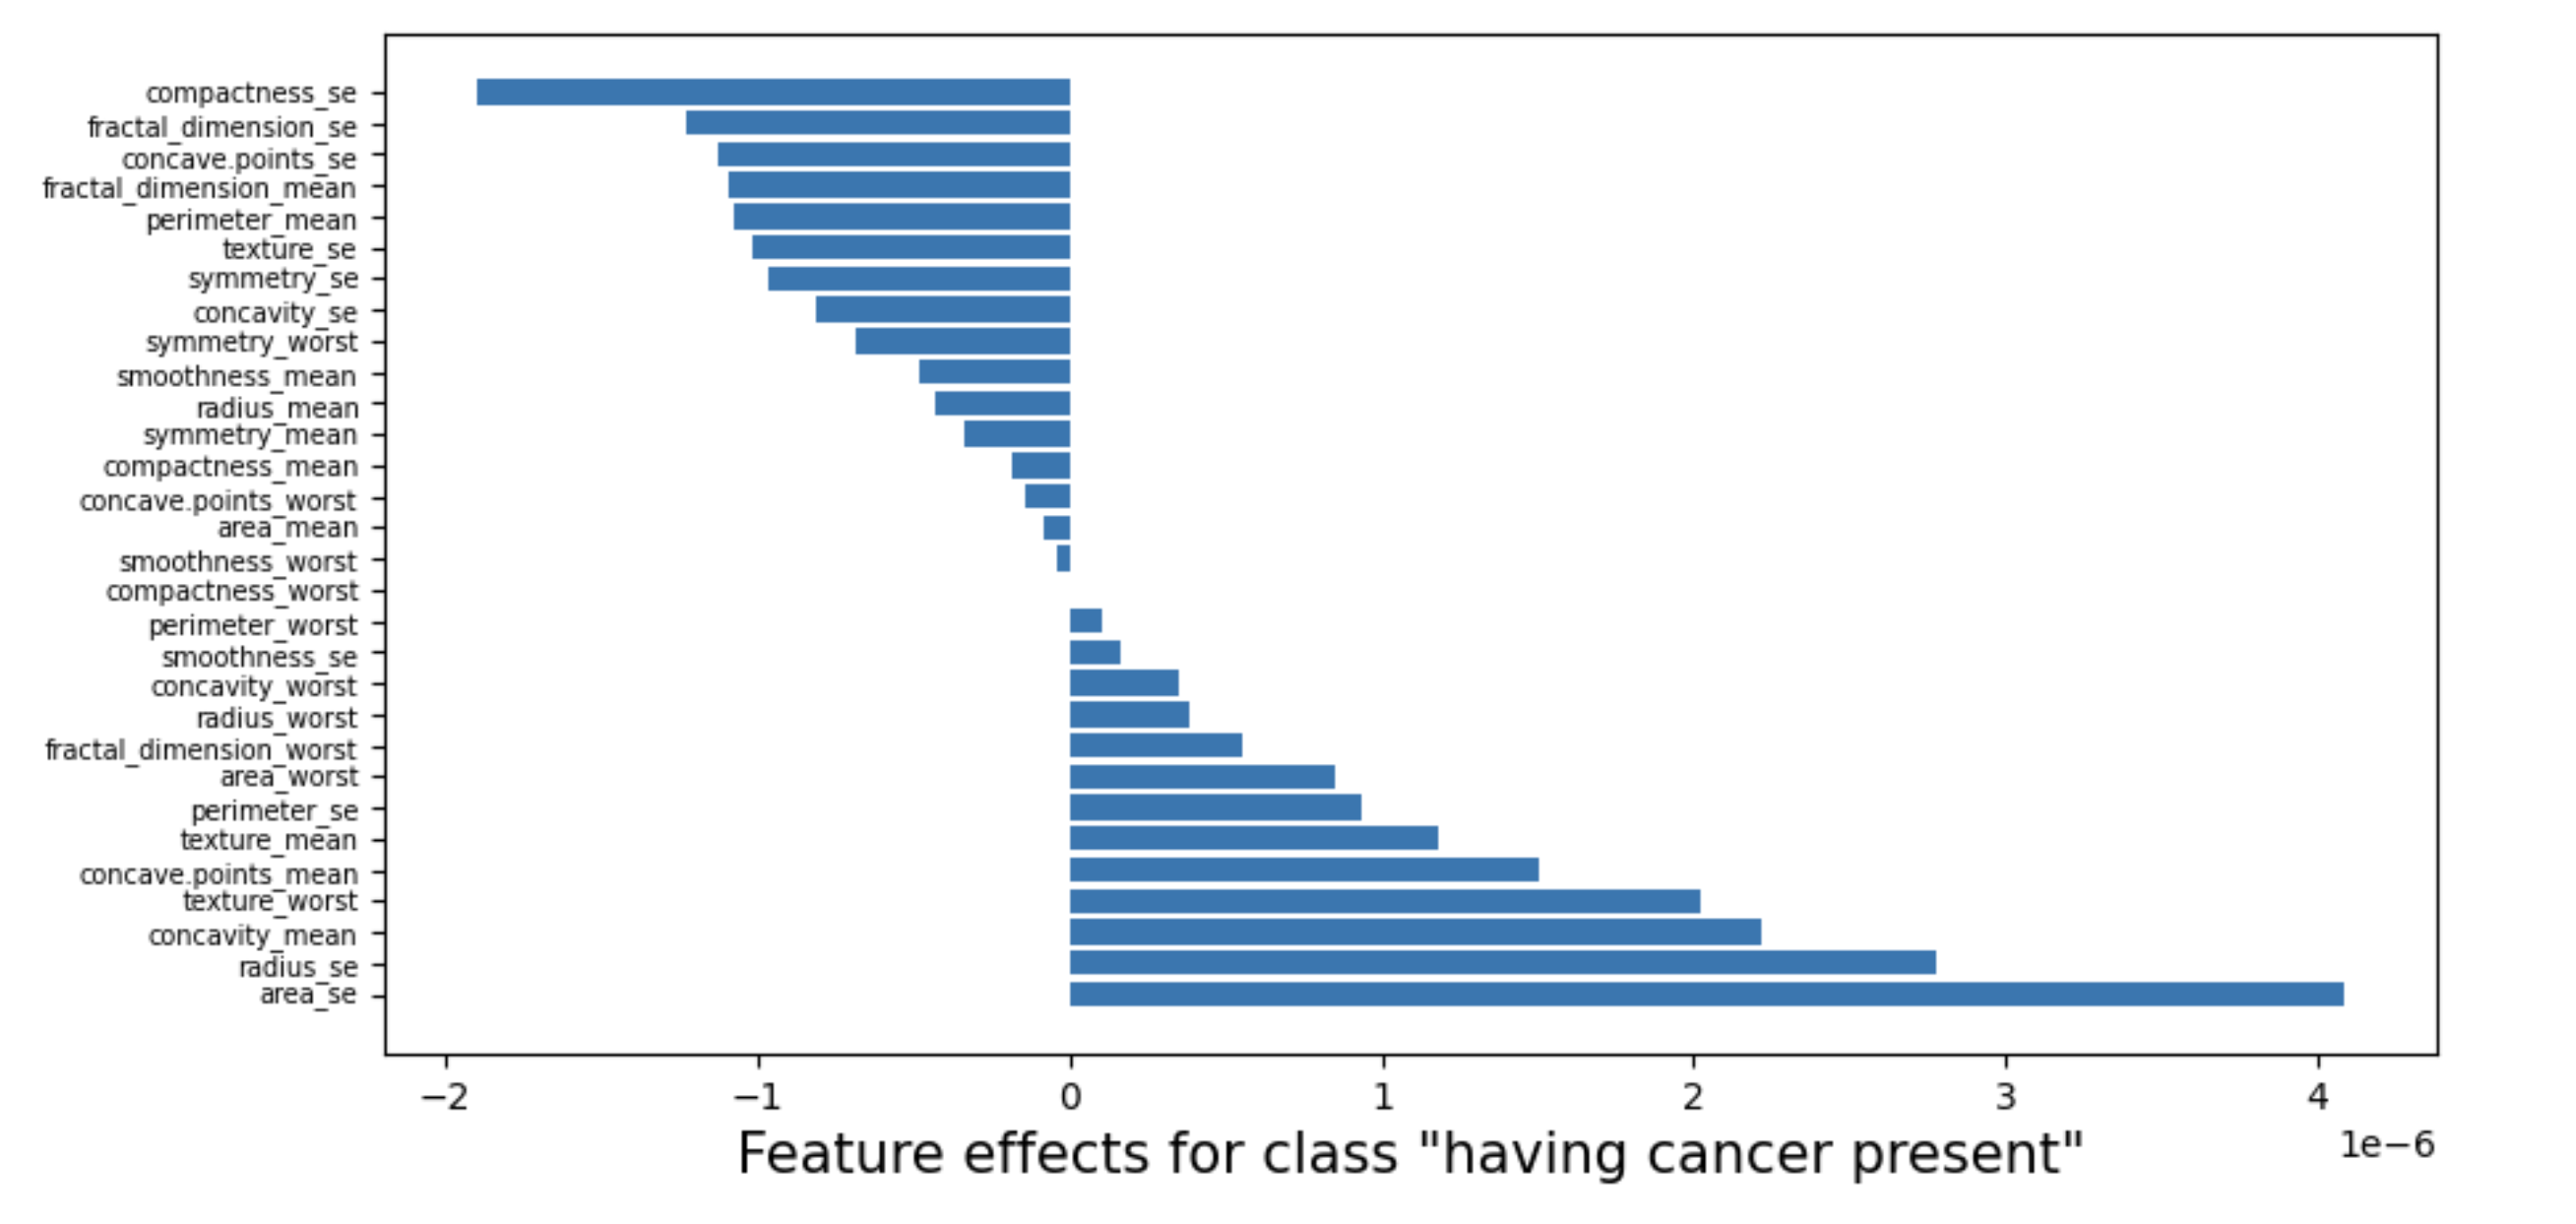 compactness_se
fractal_dimension_se
concave.points_se
fractal_dimension_mean
perimeter_mean
texture_se
symmetry_se
concavity_se
symmetry_worst
smoothness_mean
radius_mean
symmetry_mean
compactness_mean
concave.points_worst
area_mean
smoothness_worst
compactness_worst
perimeter_worst
smoothness_se
concavity_worst
radius_worst
fractal_dimension_worst
area_worst
perimeter_se
texture_mean
concave.points_mean
texture_worst
concavity_mean
radius_se
area_se
−2 −1 0 1 2 3 4
1e−6
Feature effects for class "having cancer present"